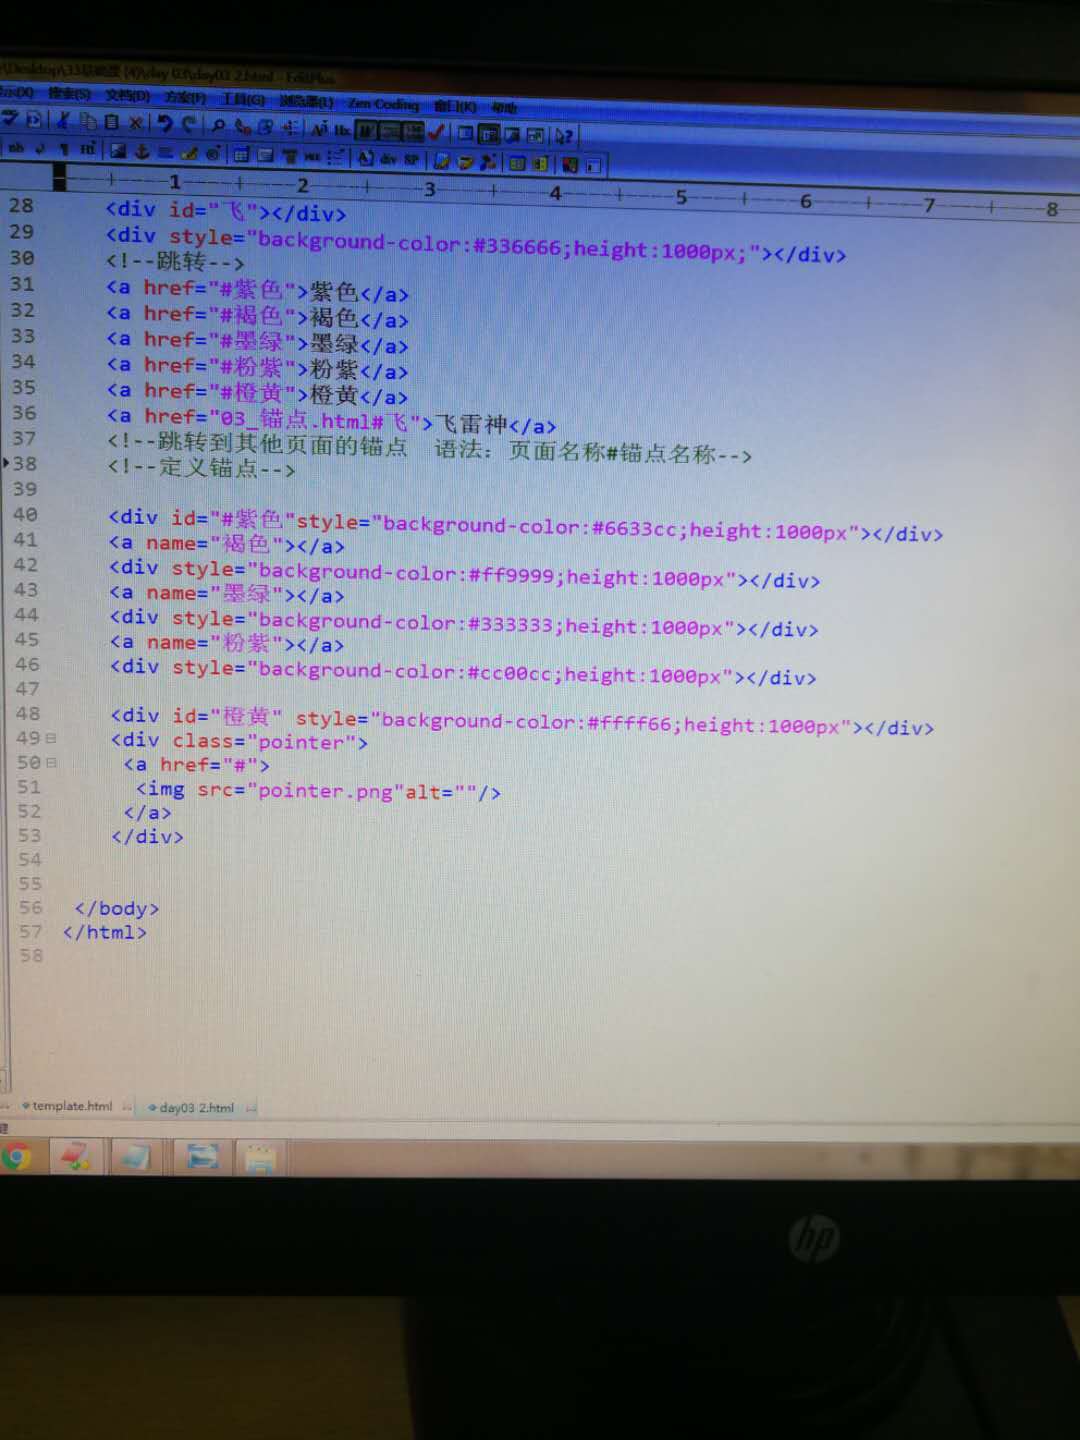 day03 2.html - EditPlus
搜索(S) 文档(D) 方案(F) 工具(G) 浏览器(L) Zen Coding 窗口(K) 帮助
1 2 3 4 5 6 7 8
28 <div id="飞"></div>
29 <div style="background-color:#336666;height:1000px;"></div>
30 <!--跳转-->
31 <a href="#紫色">紫色</a>
32 <a href="#褐色">褐色</a>
33 <a href="#墨绿">墨绿</a>
34 <a href="#粉紫">粉紫</a>
35 <a href="#橙黄">橙黄</a>
36 <a href="03_锚点.html#飞">飞雷神</a>
37 <!--跳转到其他页面的锚点 语法：页面名称#锚点名称-->
38 <!--定义锚点-->
39
40 <div id="#紫色"style="background-color:#6633cc;height:1000px"></div>
41 <a name="褐色"></a>
42 <div style="background-color:#ff9999;height:1000px"></div>
43 <a name="墨绿"></a>
44 <div style="background-color:#333333;height:1000px"></div>
45 <a name="粉紫"></a>
46 <div style="background-color:#cc00cc;height:1000px"></div>
47
48 <div id="橙黄" style="background-color:#ffff66;height:1000px"></div>
49 <div class="pointer">
50 <a href="#">
51 <img src="pointer.png"alt=""/>
52 </a>
53 </div>
54
55
56 </body>
57 </html>
58
template.html day03 2.html
hp